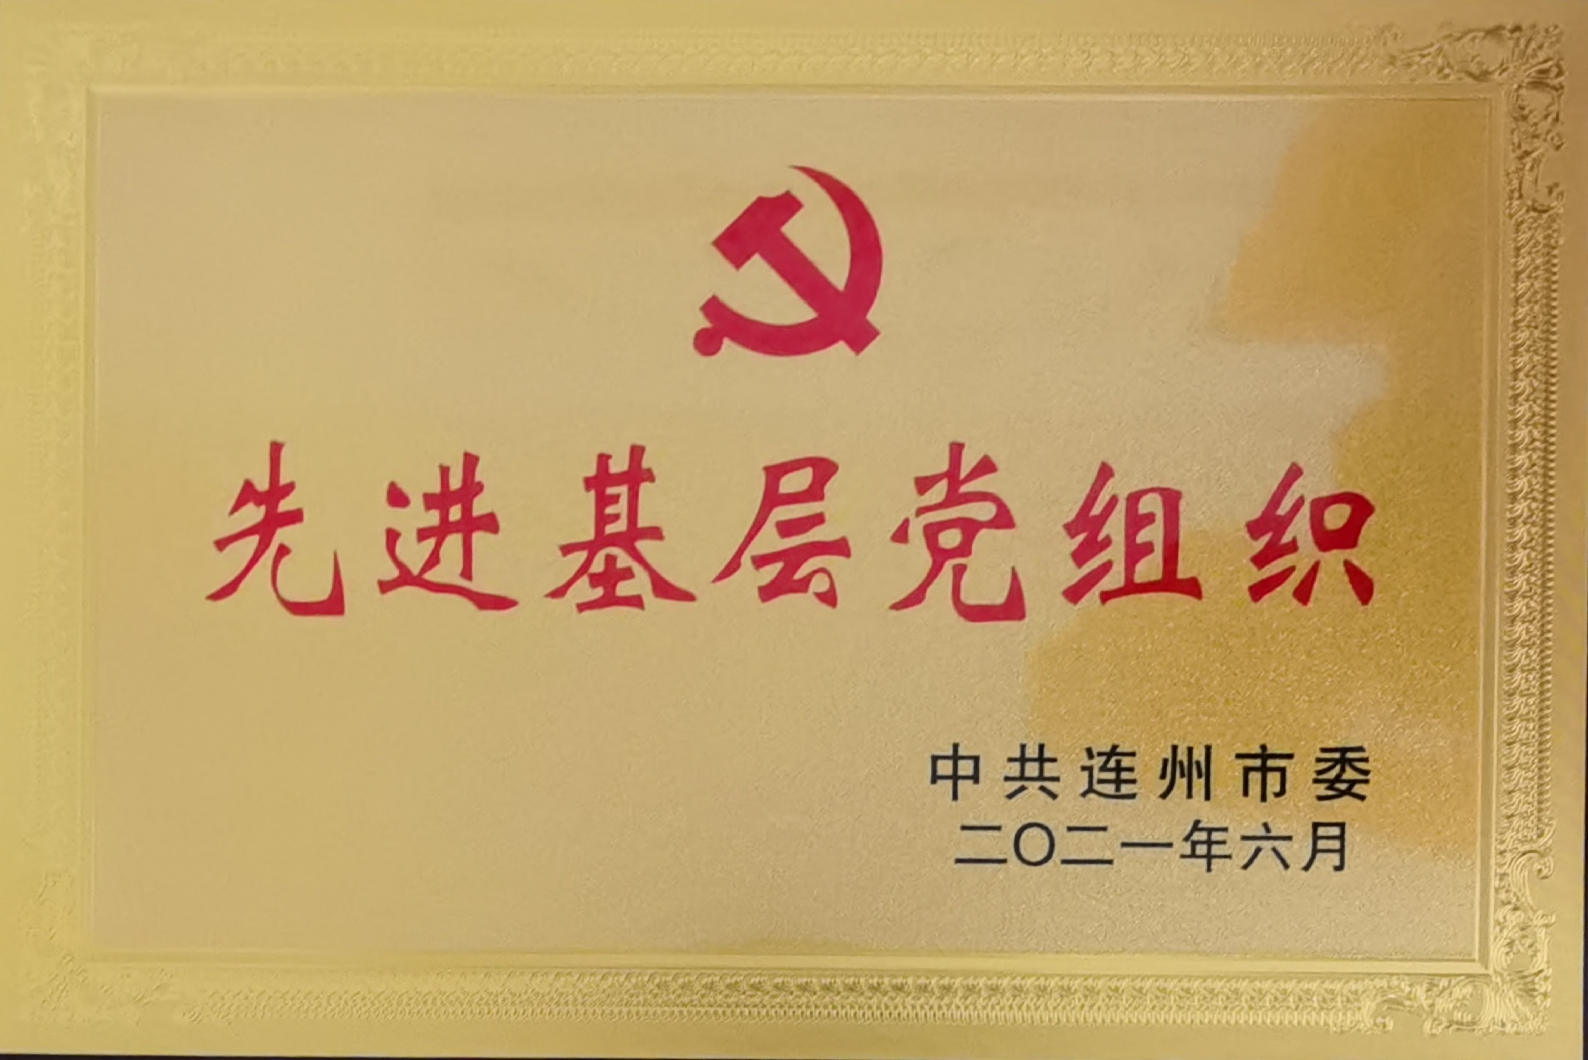 先进基层党组织
中共连州市委
二〇二一年六月